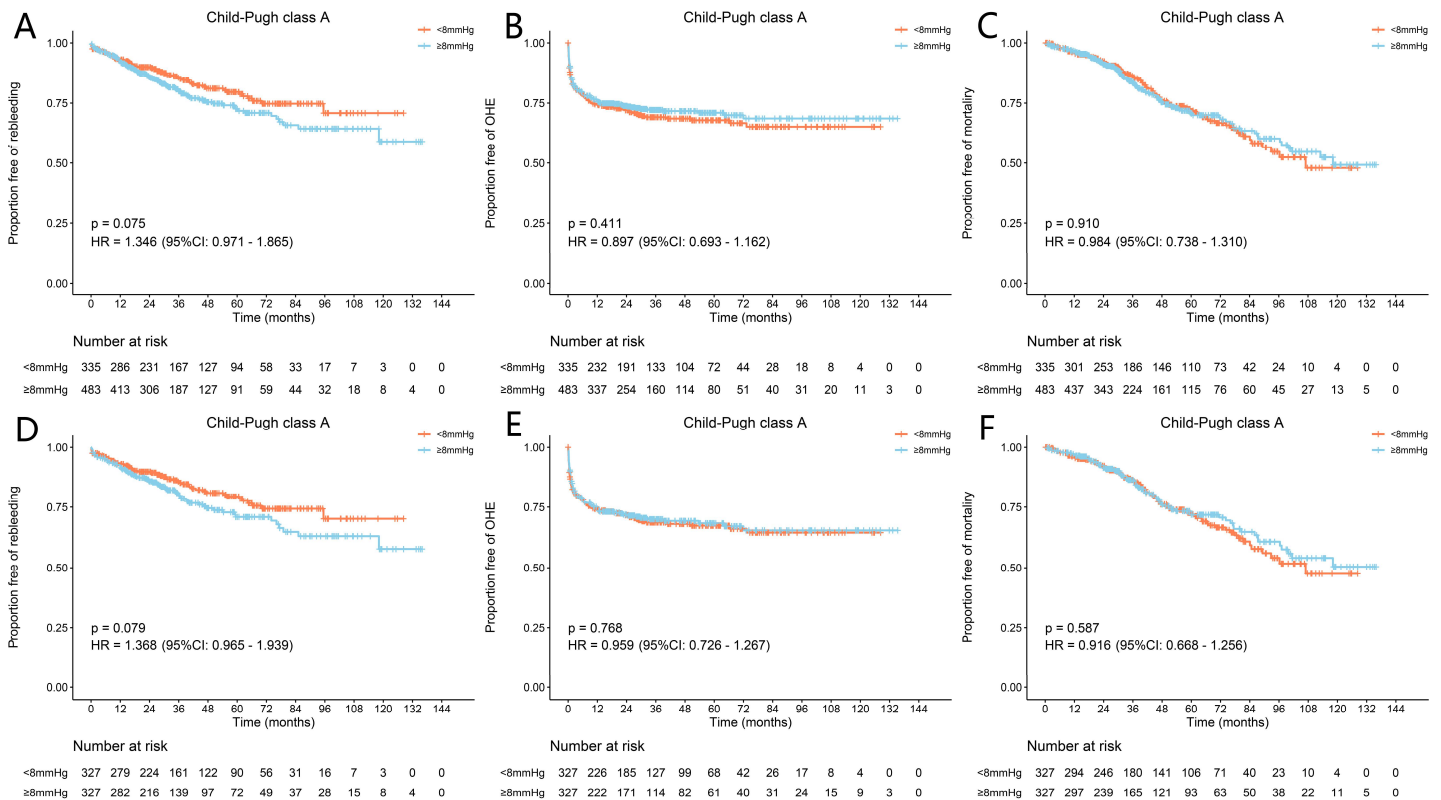 A
Child-Pugh class A
<8mmHg
≥8mmHg
Proportion free of rebleeding
1.00
0.75
0.50
0.25
0.00
p = 0.075
HR = 1.346 (95%CI: 0.971 - 1.865)
0 12 24 36 48 60 72 84 96 108 120 132 144
Time (months)
Number at risk
<8mmHg 335 286 231 167 127 94 58 33 17 7 3 0 0
≥8mmHg 483 413 306 187 127 91 59 44 32 18 8 4 0
B
Child-Pugh class A
<8mmHg
≥8mmHg
Proportion free of OHE
1.00
0.75
0.50
0.25
0.00
p = 0.411
HR = 0.897 (95%CI: 0.693 - 1.162)
0 12 24 36 48 60 72 84 96 108 120 132 144
Time (months)
Number at risk
<8mmHg 335 232 191 133 104 72 44 28 18 8 4 0 0
≥8mmHg 483 337 254 160 114 80 51 40 31 20 11 3 0
C
Child-Pugh class A
<8mmHg
≥8mmHg
Proportion free of mortality
1.00
0.75
0.50
0.25
0.00
p = 0.910
HR = 0.984 (95%CI: 0.738 - 1.310)
0 12 24 36 48 60 72 84 96 108 120 132 144
Time (months)
Number at risk
<8mmHg 335 301 253 186 146 110 73 42 24 10 4 0 0
≥8mmHg 483 437 343 224 161 115 76 60 45 27 13 5 0
D
Child-Pugh class A
<8mmHg
≥8mmHg
Proportion free of rebleeding
1.00
0.75
0.50
0.25
0.00
p = 0.079
HR = 1.368 (95%CI: 0.965 - 1.939)
0 12 24 36 48 60 72 84 96 108 120 132 144
Time (months)
Number at risk
<8mmHg 327 279 224 161 122 90 56 31 16 7 3 0 0
≥8mmHg 327 282 216 139 97 72 49 37 28 15 8 4 0
E
Child-Pugh class A
<8mmHg
≥8mmHg
Proportion free of OHE
1.00
0.75
0.50
0.25
0.00
p = 0.768
HR = 0.959 (95%CI: 0.726 - 1.267)
0 12 24 36 48 60 72 84 96 108 120 132 144
Time (months)
Number at risk
<8mmHg 327 226 185 127 99 68 42 26 17 8 4 0 0
≥8mmHg 327 222 171 114 82 61 40 31 24 15 9 3 0
F
Child-Pugh class A
<8mmHg
≥8mmHg
Proportion free of mortality
1.00
0.75
0.50
0.25
0.00
p = 0.587
HR = 0.916 (95%CI: 0.668 - 1.256)
0 12 24 36 48 60 72 84 96 108 120 132 144
Time (months)
Number at risk
<8mmHg 327 294 246 180 141 106 71 40 23 10 4 0 0
≥8mmHg 327 297 239 165 121 93 63 50 38 22 11 5 0